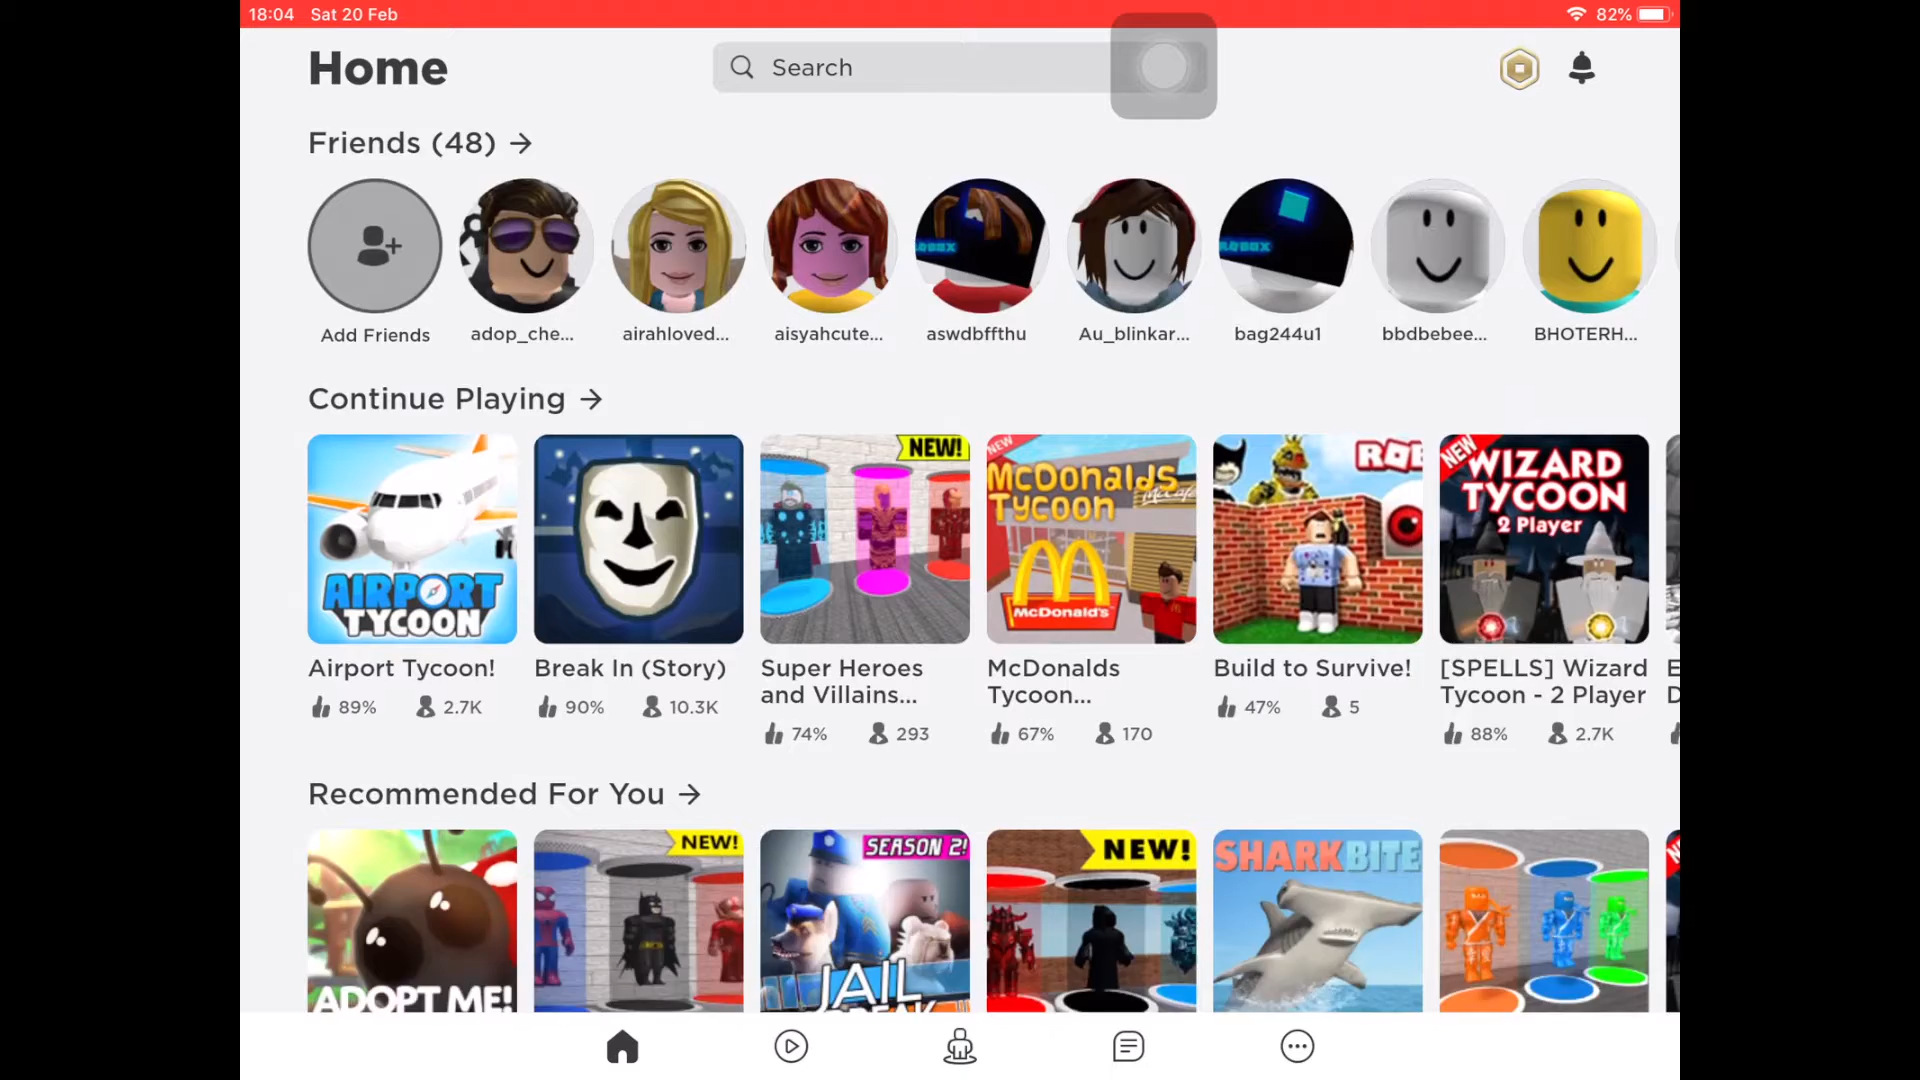 18:04 Sat 20 Feb 82%
Home
Search
Friends (48) →
Add Friends adop_che... airahloved... aisyahcute... aswdbffthu Au_blinkar... bag244u1 bbdbebee... BHOTERH...
Continue Playing →
AIRPORT
TYCOON
NEW!
NEW
McDonalds
Tycoon
McCafe
McDonald's
NEW
WIZARD
TYCOON
2 Player
Airport Tycoon!
89% 2.7K
Break In (Story)
90% 10.3K
Super Heroes
and Villains...
74% 293
McDonalds
Tycoon...
67% 170
Build to Survive!
47% 5
[SPELLS] Wizard
Tycoon - 2 Player
88% 2.7K
Recommended For You →
ADOPT ME!
NEW!
SEASON 2!
JAIL
NEW!
SHARKBITE